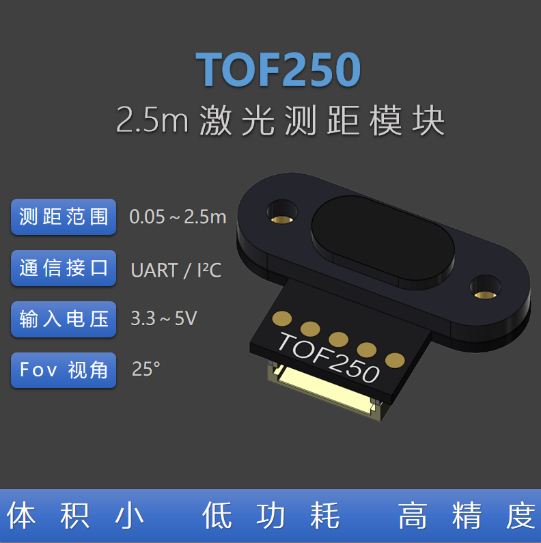 TOF250
2.5m 激光测距模块
测距范围 0.05~2.5m
通信接口 UART / I²C
输入电压 3.3~5V
Fov 视角 25°
TOF250
体积小 低功耗 高精度